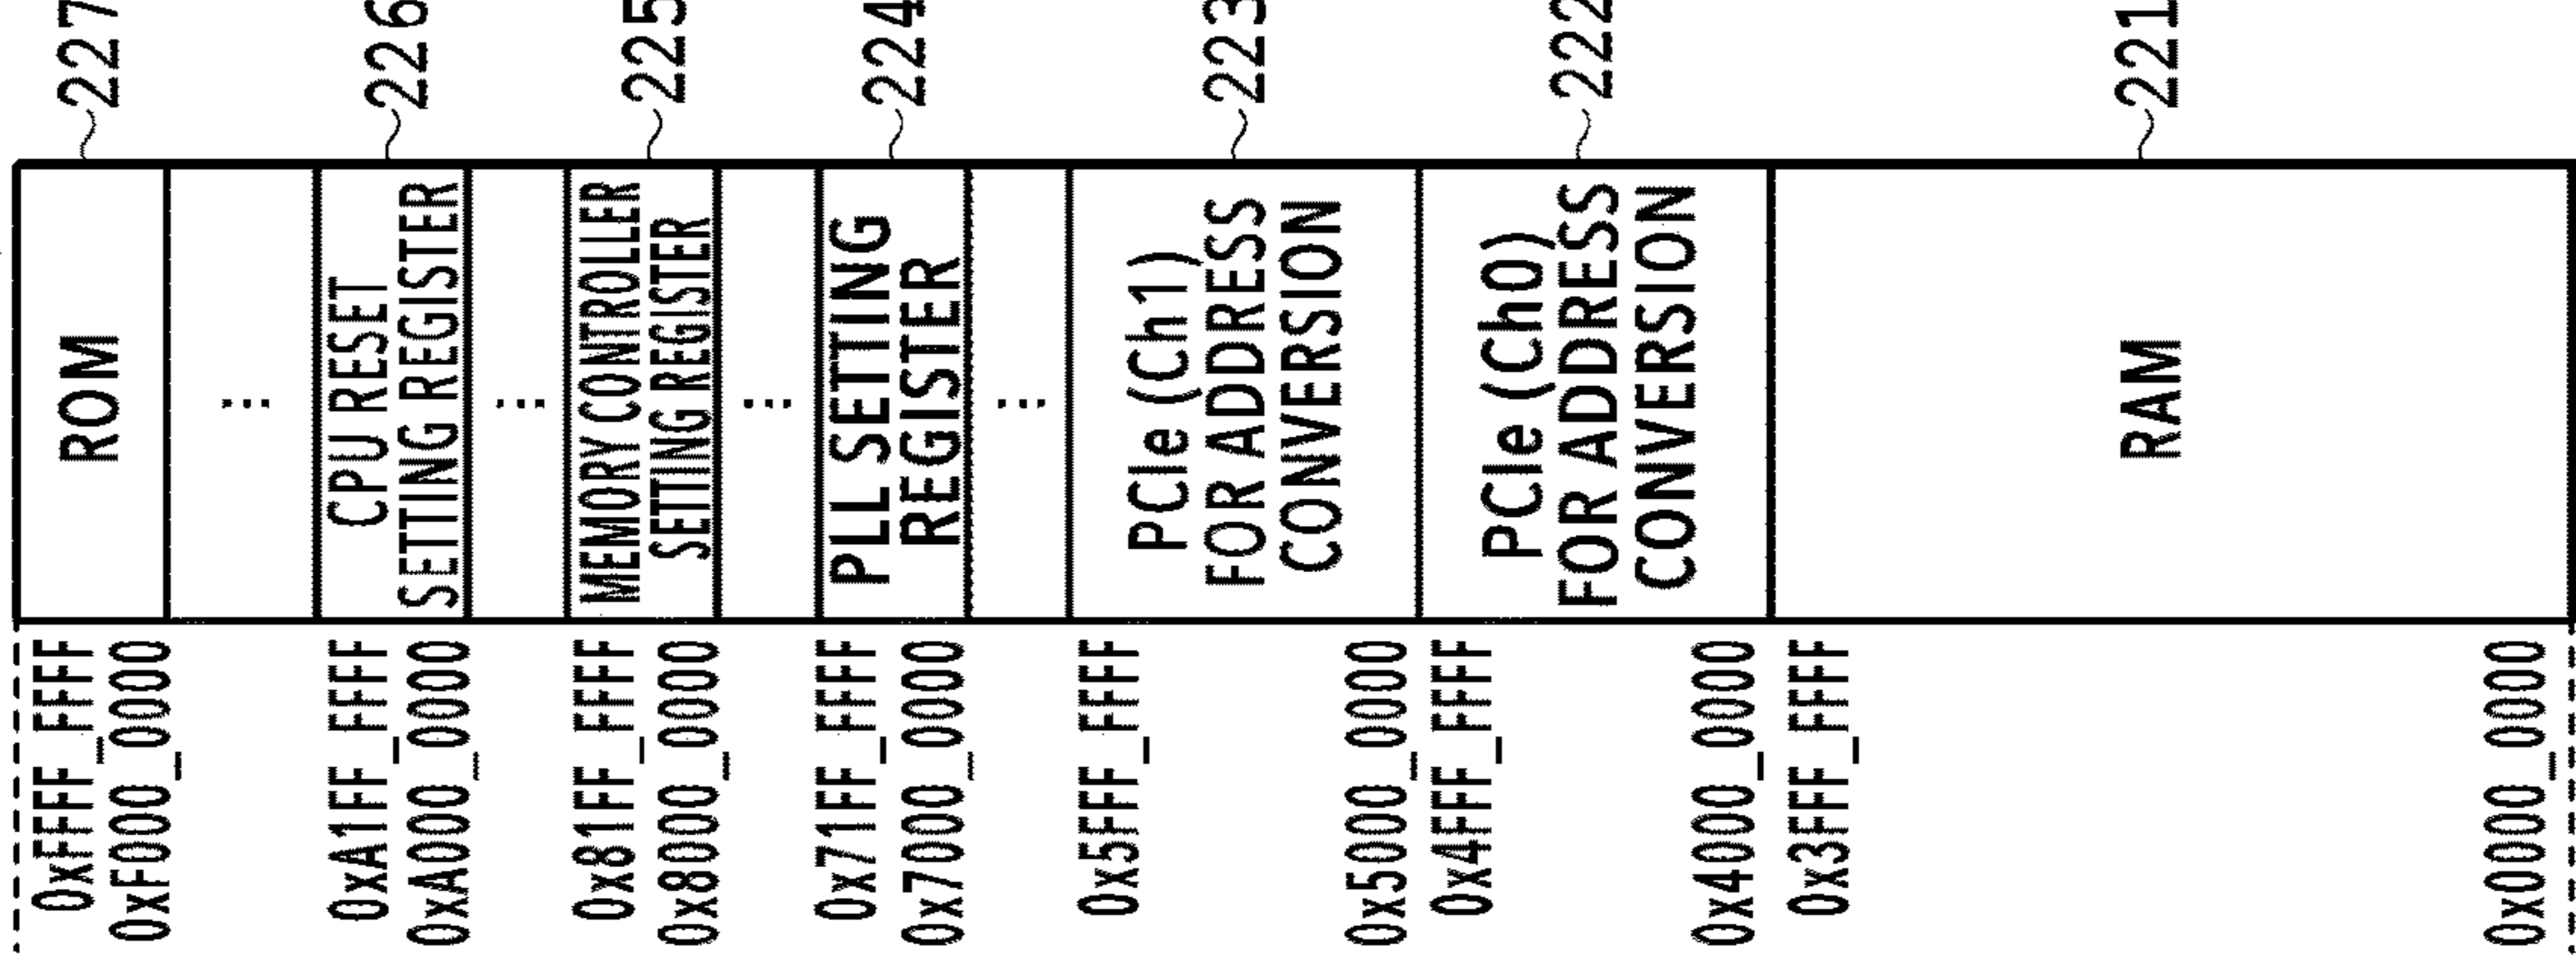 0xFFFF_FFFF
ROM
227
0xF000_0000
...
0xA1FF_FFFF
CPU RESET
SETTING REGISTER
226
0xA000_0000
...
0x81FF_FFFF
MEMORY CONTROLLER
SETTING REGISTER
225
0x8000_0000
...
0x71FF_FFFF
PLL SETTING
REGISTER
224
0x7000_0000
...
0x5FFF_FFFF
PCIe (Ch1)
FOR ADDRESS
CONVERSION
223
0x5000_0000
0x4FFF_FFFF
PCIe (Ch0)
FOR ADDRESS
CONVERSION
222
0x4000_0000
0x3FFF_FFFF
RAM
221
0x0000_0000